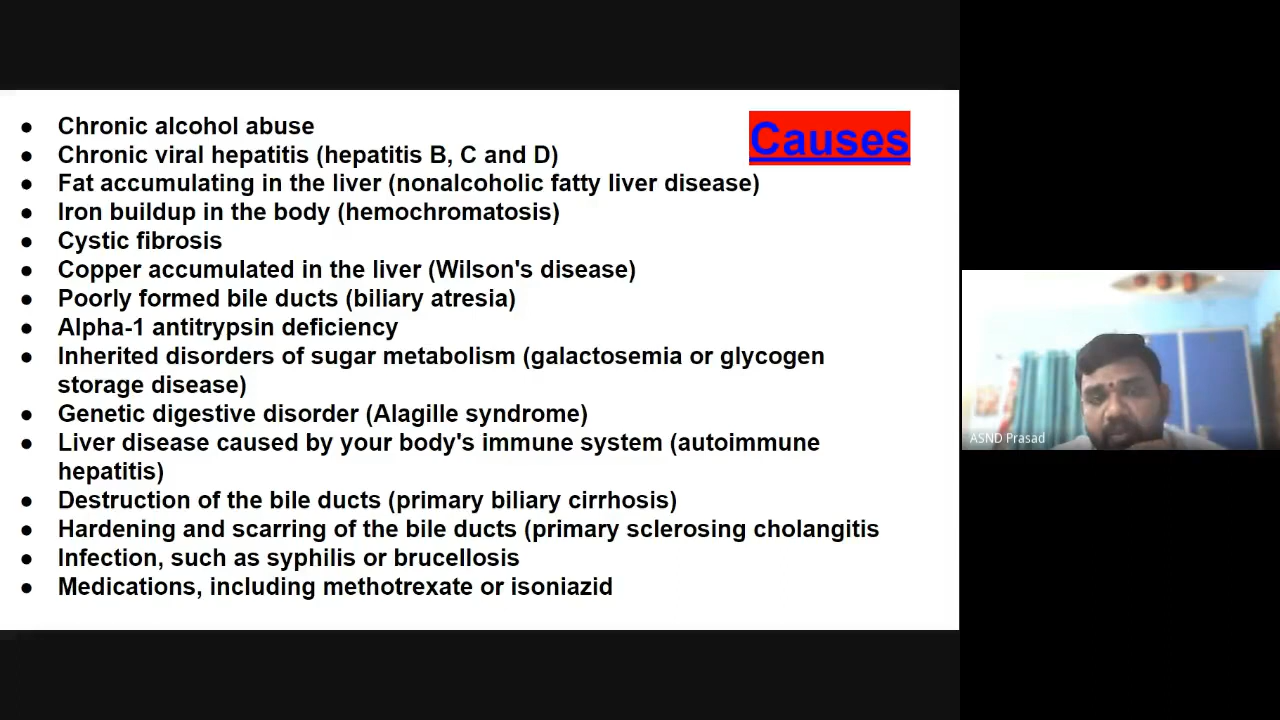 Causes
● Chronic alcohol abuse
● Chronic viral hepatitis (hepatitis B, C and D)
● Fat accumulating in the liver (nonalcoholic fatty liver disease)
● Iron buildup in the body (hemochromatosis)
● Cystic fibrosis
● Copper accumulated in the liver (Wilson's disease)
● Poorly formed bile ducts (biliary atresia)
● Alpha-1 antitrypsin deficiency
● Inherited disorders of sugar metabolism (galactosemia or glycogen
storage disease)
● Genetic digestive disorder (Alagille syndrome)
● Liver disease caused by your body's immune system (autoimmune
hepatitis)
● Destruction of the bile ducts (primary biliary cirrhosis)
● Hardening and scarring of the bile ducts (primary sclerosing cholangitis
● Infection, such as syphilis or brucellosis
● Medications, including methotrexate or isoniazid
ASND Prasad